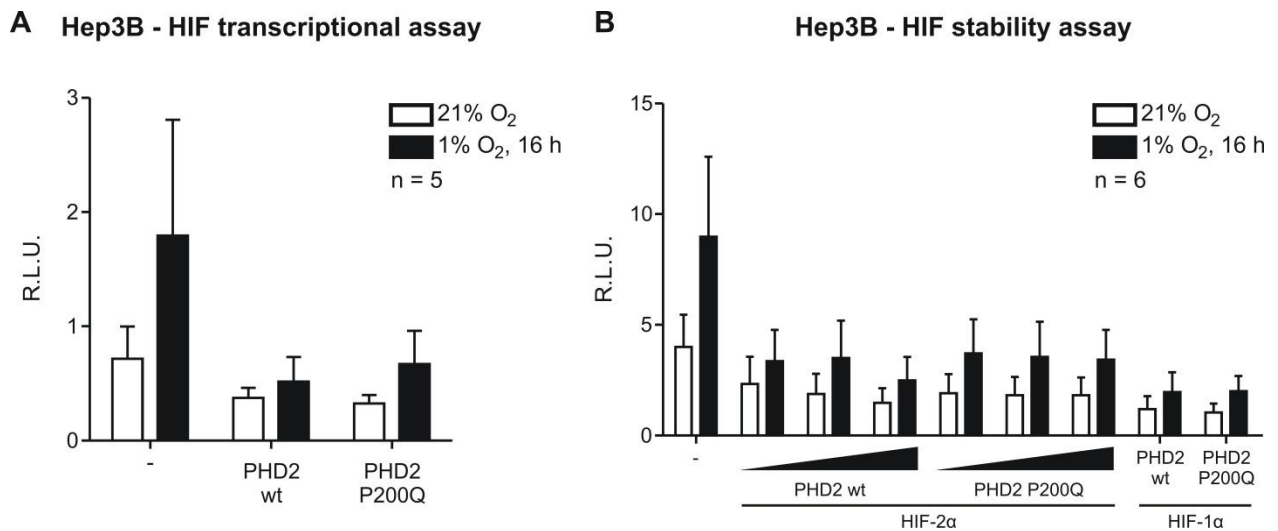 A Hep3B - HIF transcriptional assay
3
2
1
0
R.L.U.
21% O₂
1% O₂, 16 h
n = 5
-
PHD2
wt
PHD2
P200Q
B Hep3B - HIF stability assay
15
10
5
0
R.L.U.
21% O₂
1% O₂, 16 h
n = 6
-
PHD2 wt
PHD2 P200Q
HIF-2α
PHD2
wt
PHD2
P200Q
HIF-1α